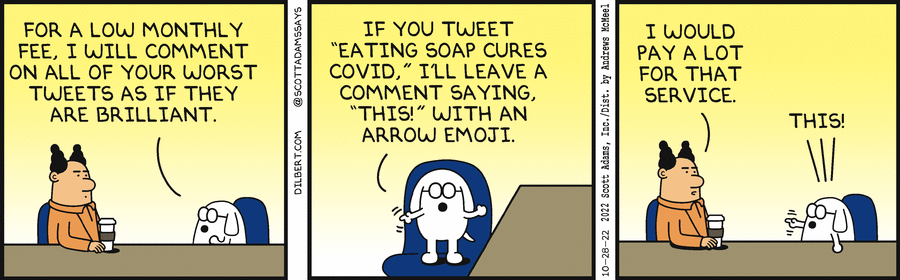 FOR A LOW MONTHLY
FEE, I WILL COMMENT
ON ALL OF YOUR WORST
TWEETS AS IF THEY
ARE BRILLIANT.
DILBERT.COM @SCOTTADAMSSAYS
IF YOU TWEET
“EATING SOAP CURES
COVID,” I’LL LEAVE A
COMMENT SAYING,
“THIS!” WITH AN
ARROW EMOJI.
10-28-22 2022 Scott Adams, Inc./Dist. by Andrews McMeel
I WOULD
PAY A LOT
FOR THAT
SERVICE.
THIS!